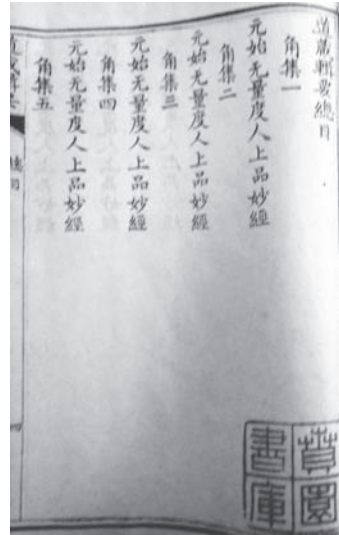 道藏輯要總目
角集一
元始无量度人上品妙經
角集二
元始无量度人上品妙經
角集三
元始无量度人上品妙經
角集四
元始无量度人上品妙經
角集五
賁園書庫